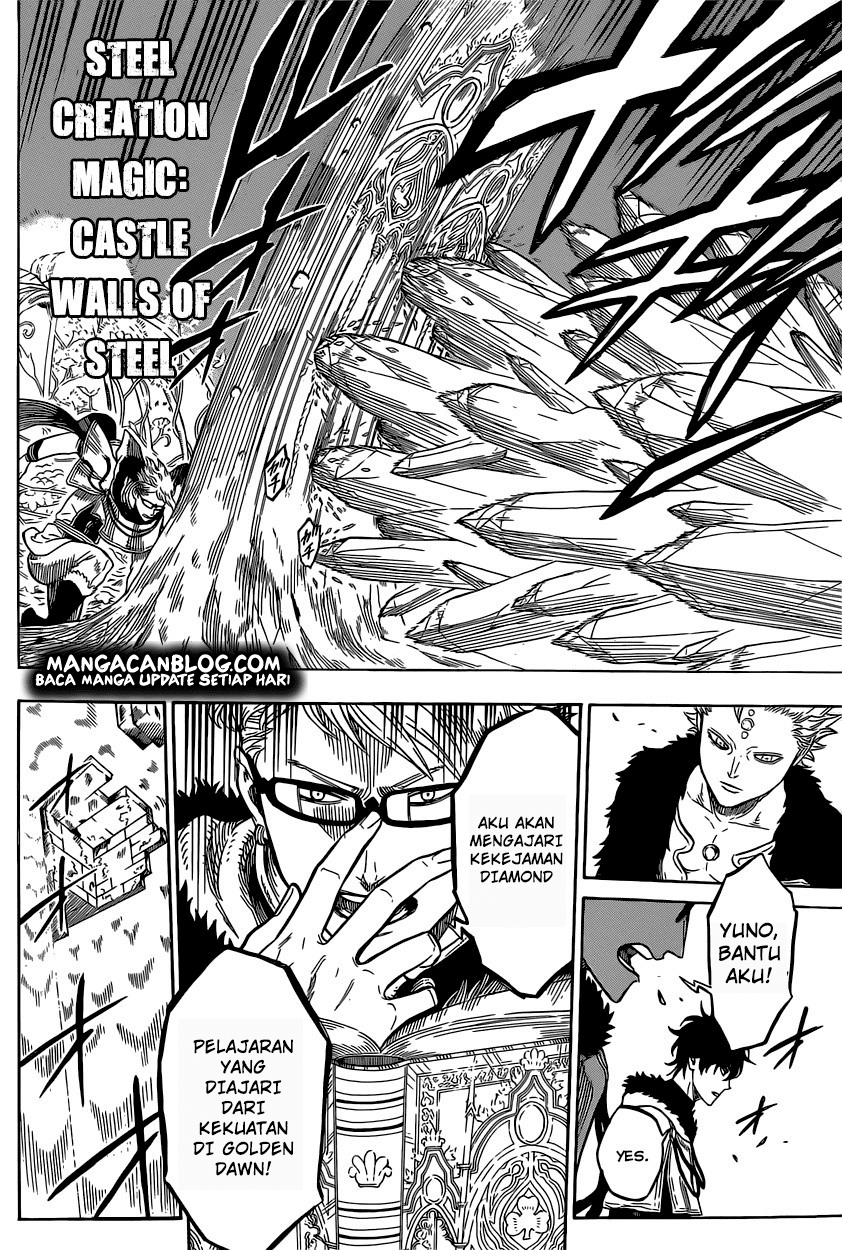 STEEL
CREATION
MAGIC:
CASTLE
WALLS OF
STEEL
MANGACANBLOG.COM
BACA MANGA UPDATE SETIAP HARI
YUNO,
BANTU
AKU!
YES.
AKU AKAN
MENGAJARI
KEKEJAMAN
DIAMOND
PELAJARAN
YANG
DIAJARI
DARI
KEKUATAN
DI GOLDEN
DAWN!